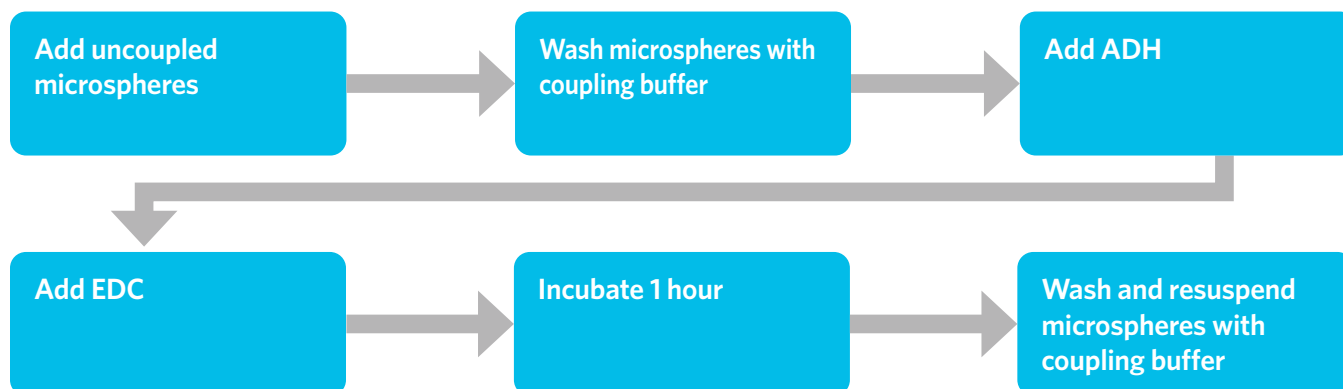 Add uncoupled
microspheres
Wash microspheres with
coupling buffer
Add ADH
Add EDC
Incubate 1 hour
Wash and resuspend
microspheres with
coupling buffer